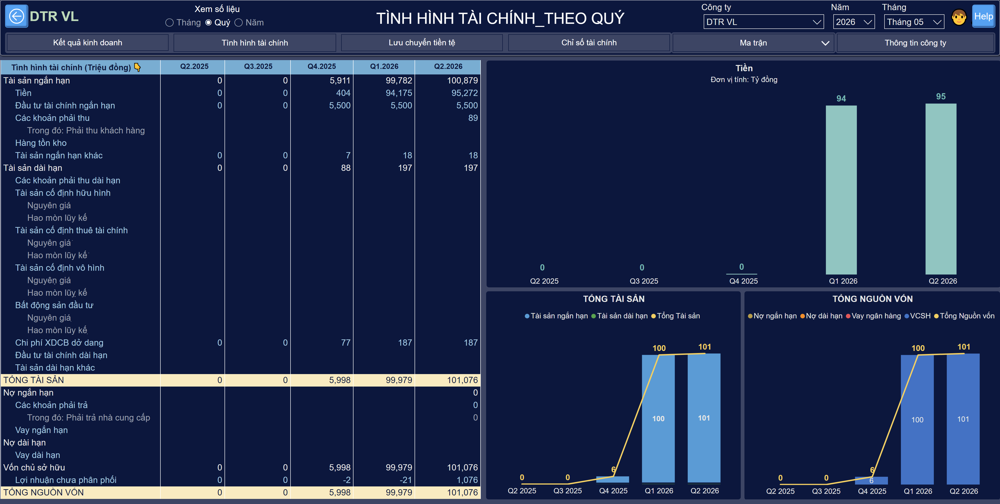 DTR VL
Xem số liệu
Tháng Quý Năm
TÌNH HÌNH TÀI CHÍNH_THEO QUÝ
Công ty Năm Tháng
DTR VL 2026 Tháng 05
Help
Kết quả kinh doanh Tình hình tài chính Lưu chuyển tiền tệ Chỉ số tài chính Ma trận Thông tin công ty
Tình hình tài chính (Triệu đồng) Q2.2025 Q3.2025 Q4.2025 Q1.2026 Q2.2026
Tài sản ngắn hạn 0 0 5,911 99,782 100,879
Tiền 0 0 404 94,175 95,272
Đầu tư tài chính ngắn hạn 0 0 5,500 5,500 5,500
Các khoản phải thu 89
Trong đó: Phải thu khách hàng
Hàng tồn kho
Tài sản ngắn hạn khác 0 0 7 18 18
Tài sản dài hạn 0 0 88 197 197
Các khoản phải thu dài hạn
Tài sản cố định hữu hình
Nguyên giá
Hao mòn lũy kế
Tài sản cố định thuê tài chính
Nguyên giá
Hao mòn lũy kế
Tài sản cố định vô hình
Nguyên giá
Hao mòn lũy kế
Bất động sản đầu tư
Nguyên giá
Hao mòn lũy kế
Chi phí XDCB dở dang 0 0 77 187 187
Đầu tư tài chính dài hạn
Tài sản dài hạn khác
TỔNG TÀI SẢN 0 0 5,998 99,979 101,076
Nợ ngắn hạn 0
Các khoản phải trả 0
Trong đó: Phải trả nhà cung cấp 0
Vay ngắn hạn
Nợ dài hạn
Vay dài hạn
Vốn chủ sở hữu 0 0 5,998 99,979 101,076
Lợi nhuận chưa phân phối 0 0 -2 -21 1,076
TỔNG NGUỒN VỐN 0 0 5,998 99,979 101,076
Tiền
Đơn vị tính: Tỷ đồng
0 0 0 94 95
Q2 2025 Q3 2025 Q4 2025 Q1 2026 Q2 2026
TỔNG TÀI SẢN
Tài sản ngắn hạn Tài sản dài hạn Tổng Tài sản
0 0 6 100 101
100 101
Q2 2025 Q3 2025 Q4 2025 Q1 2026 Q2 2026
TỔNG NGUỒN VỐN
Nợ ngắn hạn Nợ dài hạn Vay ngân hàng VCSH Tổng Nguồn vốn
0 0 6 100 101
6 100 101
Q2 2025 Q3 2025 Q4 2025 Q1 2026 Q2 2026